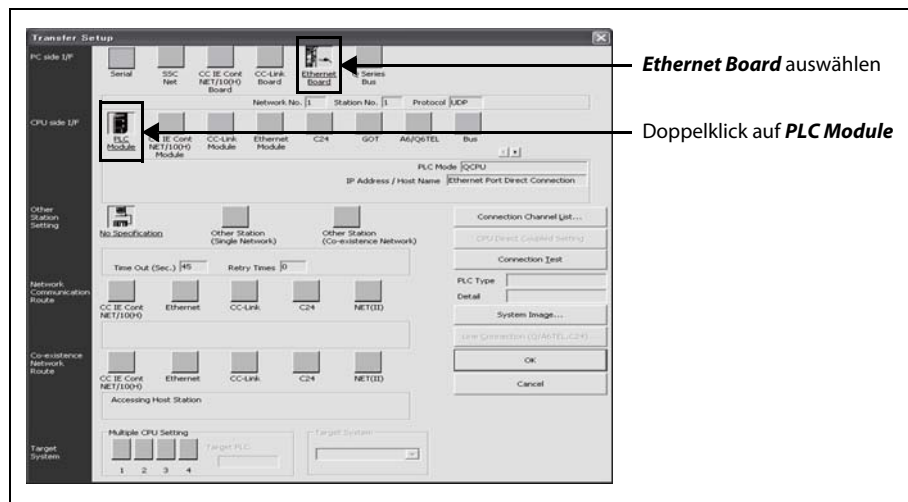 Transfer Setup
PC side I/F
Serial
SSC Net
CC IE Cont NET/10(H) Board
CC-Link Board
Ethernet Board
Q Series Bus
Ethernet Board auswählen
Network No. 1 Station No. 1 Protocol UDP
CPU side I/F
PLC Module
CC IE Cont NET/10(H) Module
CC-Link Module
Ethernet Module
C24
GOT
A6/Q6TEL
Bus
Doppelklick auf PLC Module
PLC Mode QCPU
IP Address / Host Name Ethernet Port Direct Connection
Other Station Setting
No Specification
Other Station (Single Network)
Other Station (Co-existence Network)
Time Out (Sec.) 45 Retry Times 0
Connection Channel List...
CPU Direct Coupled Setting
Connection Test
PLC Type
Detail
System Image...
Line Connection (Q/A6TEL,C24)...
OK
Cancel
Network Communication Route
CC IE Cont NET/10(H)
Ethernet
CC-Link
C24
NET(II)
Co-existence Network Route
CC IE Cont NET/10(H)
Ethernet
CC-Link
C24
NET(II)
Accessing Host Station
Target System
Multiple CPU Setting
1 2 3 4
Target PLC
Target System